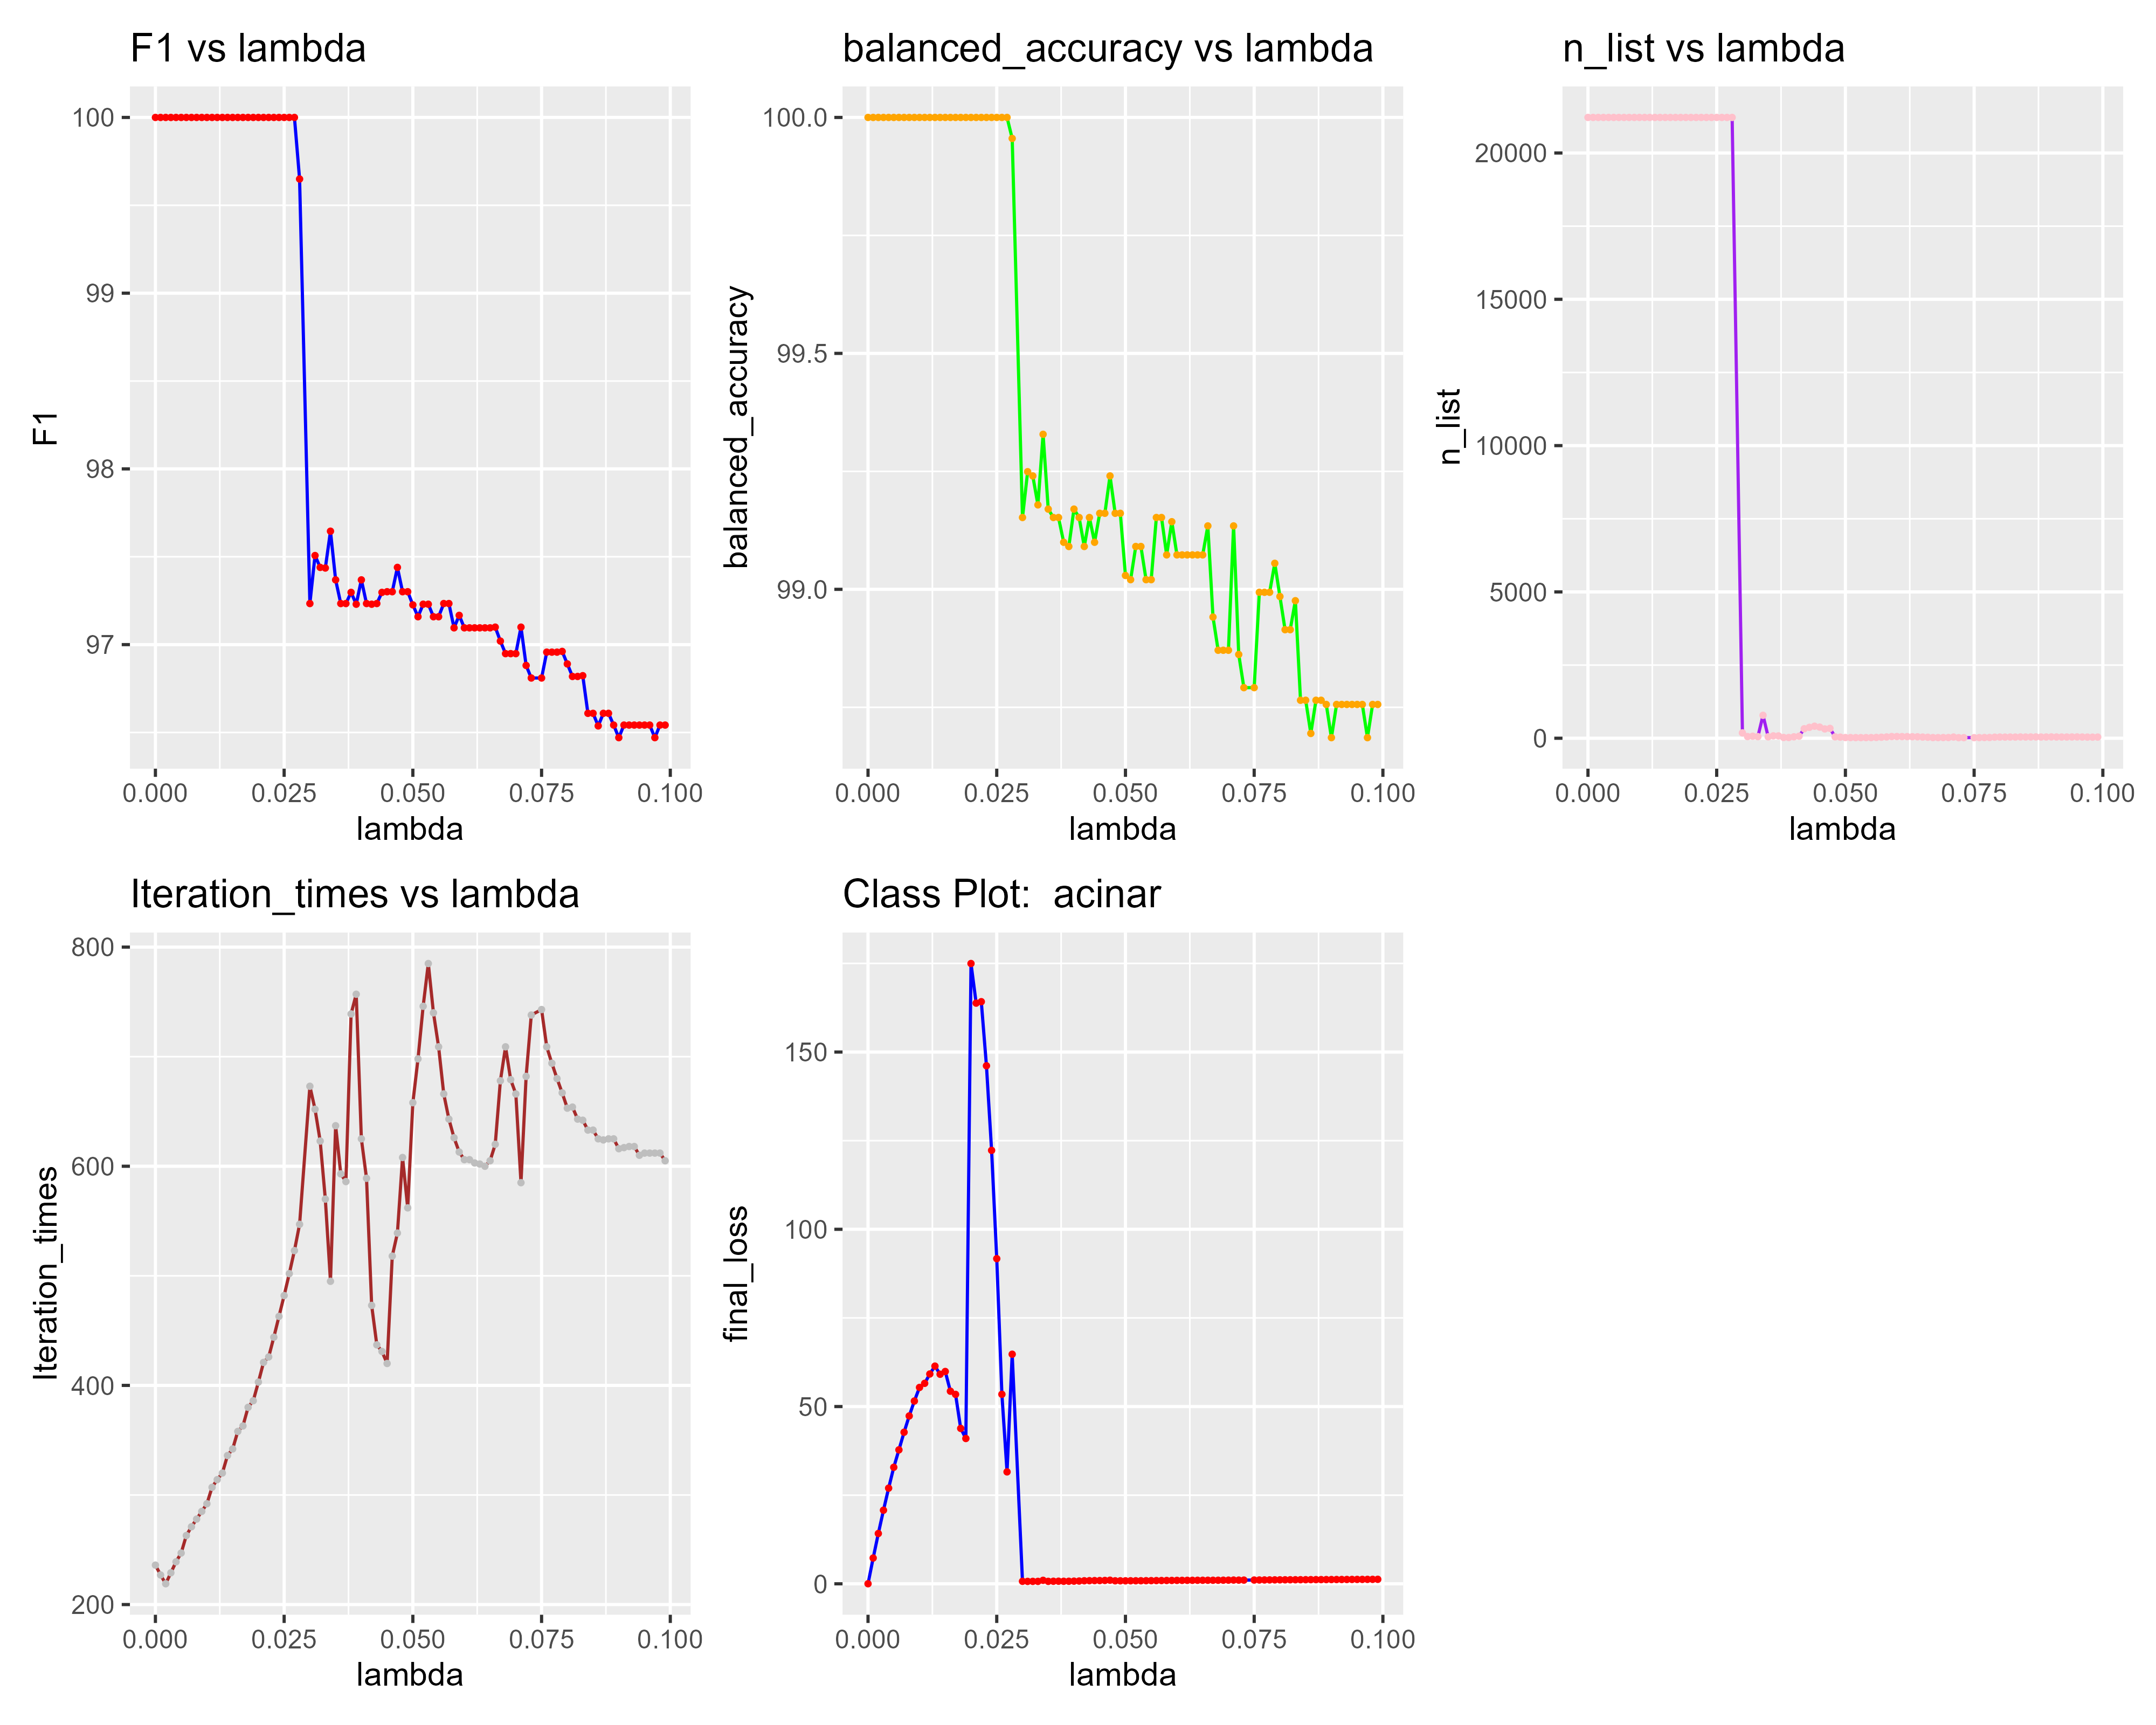 F1 vs lambda
100
99
98
97
F1
0.000 0.025 0.050 0.075 0.100
lambda
balanced_accuracy vs lambda
100.0
99.5
99.0
balanced_accuracy
0.000 0.025 0.050 0.075 0.100
lambda
n_list vs lambda
20000
15000
10000
5000
0
n_list
0.000 0.025 0.050 0.075 0.100
lambda
Iteration_times vs lambda
800
600
400
200
Iteration_times
0.000 0.025 0.050 0.075 0.100
lambda
Class Plot:  acinar
150
100
50
0
final_loss
0.000 0.025 0.050 0.075 0.100
lambda